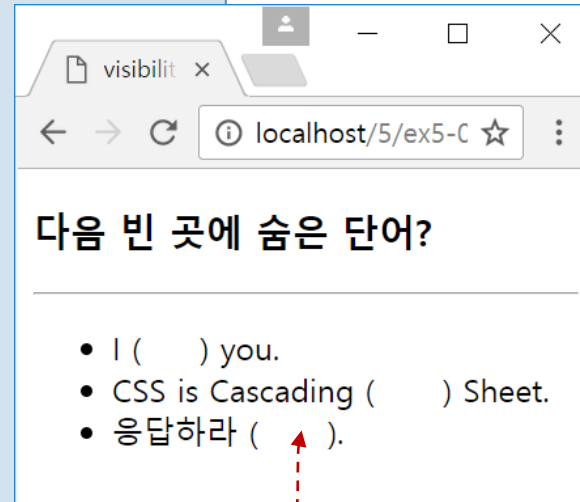 visibilit
localhost/5/ex5-0
다음 빈 곳에 숨은 단어?
I (    ) you.
CSS is Cascading (    ) Sheet.
응답하라 (    ).